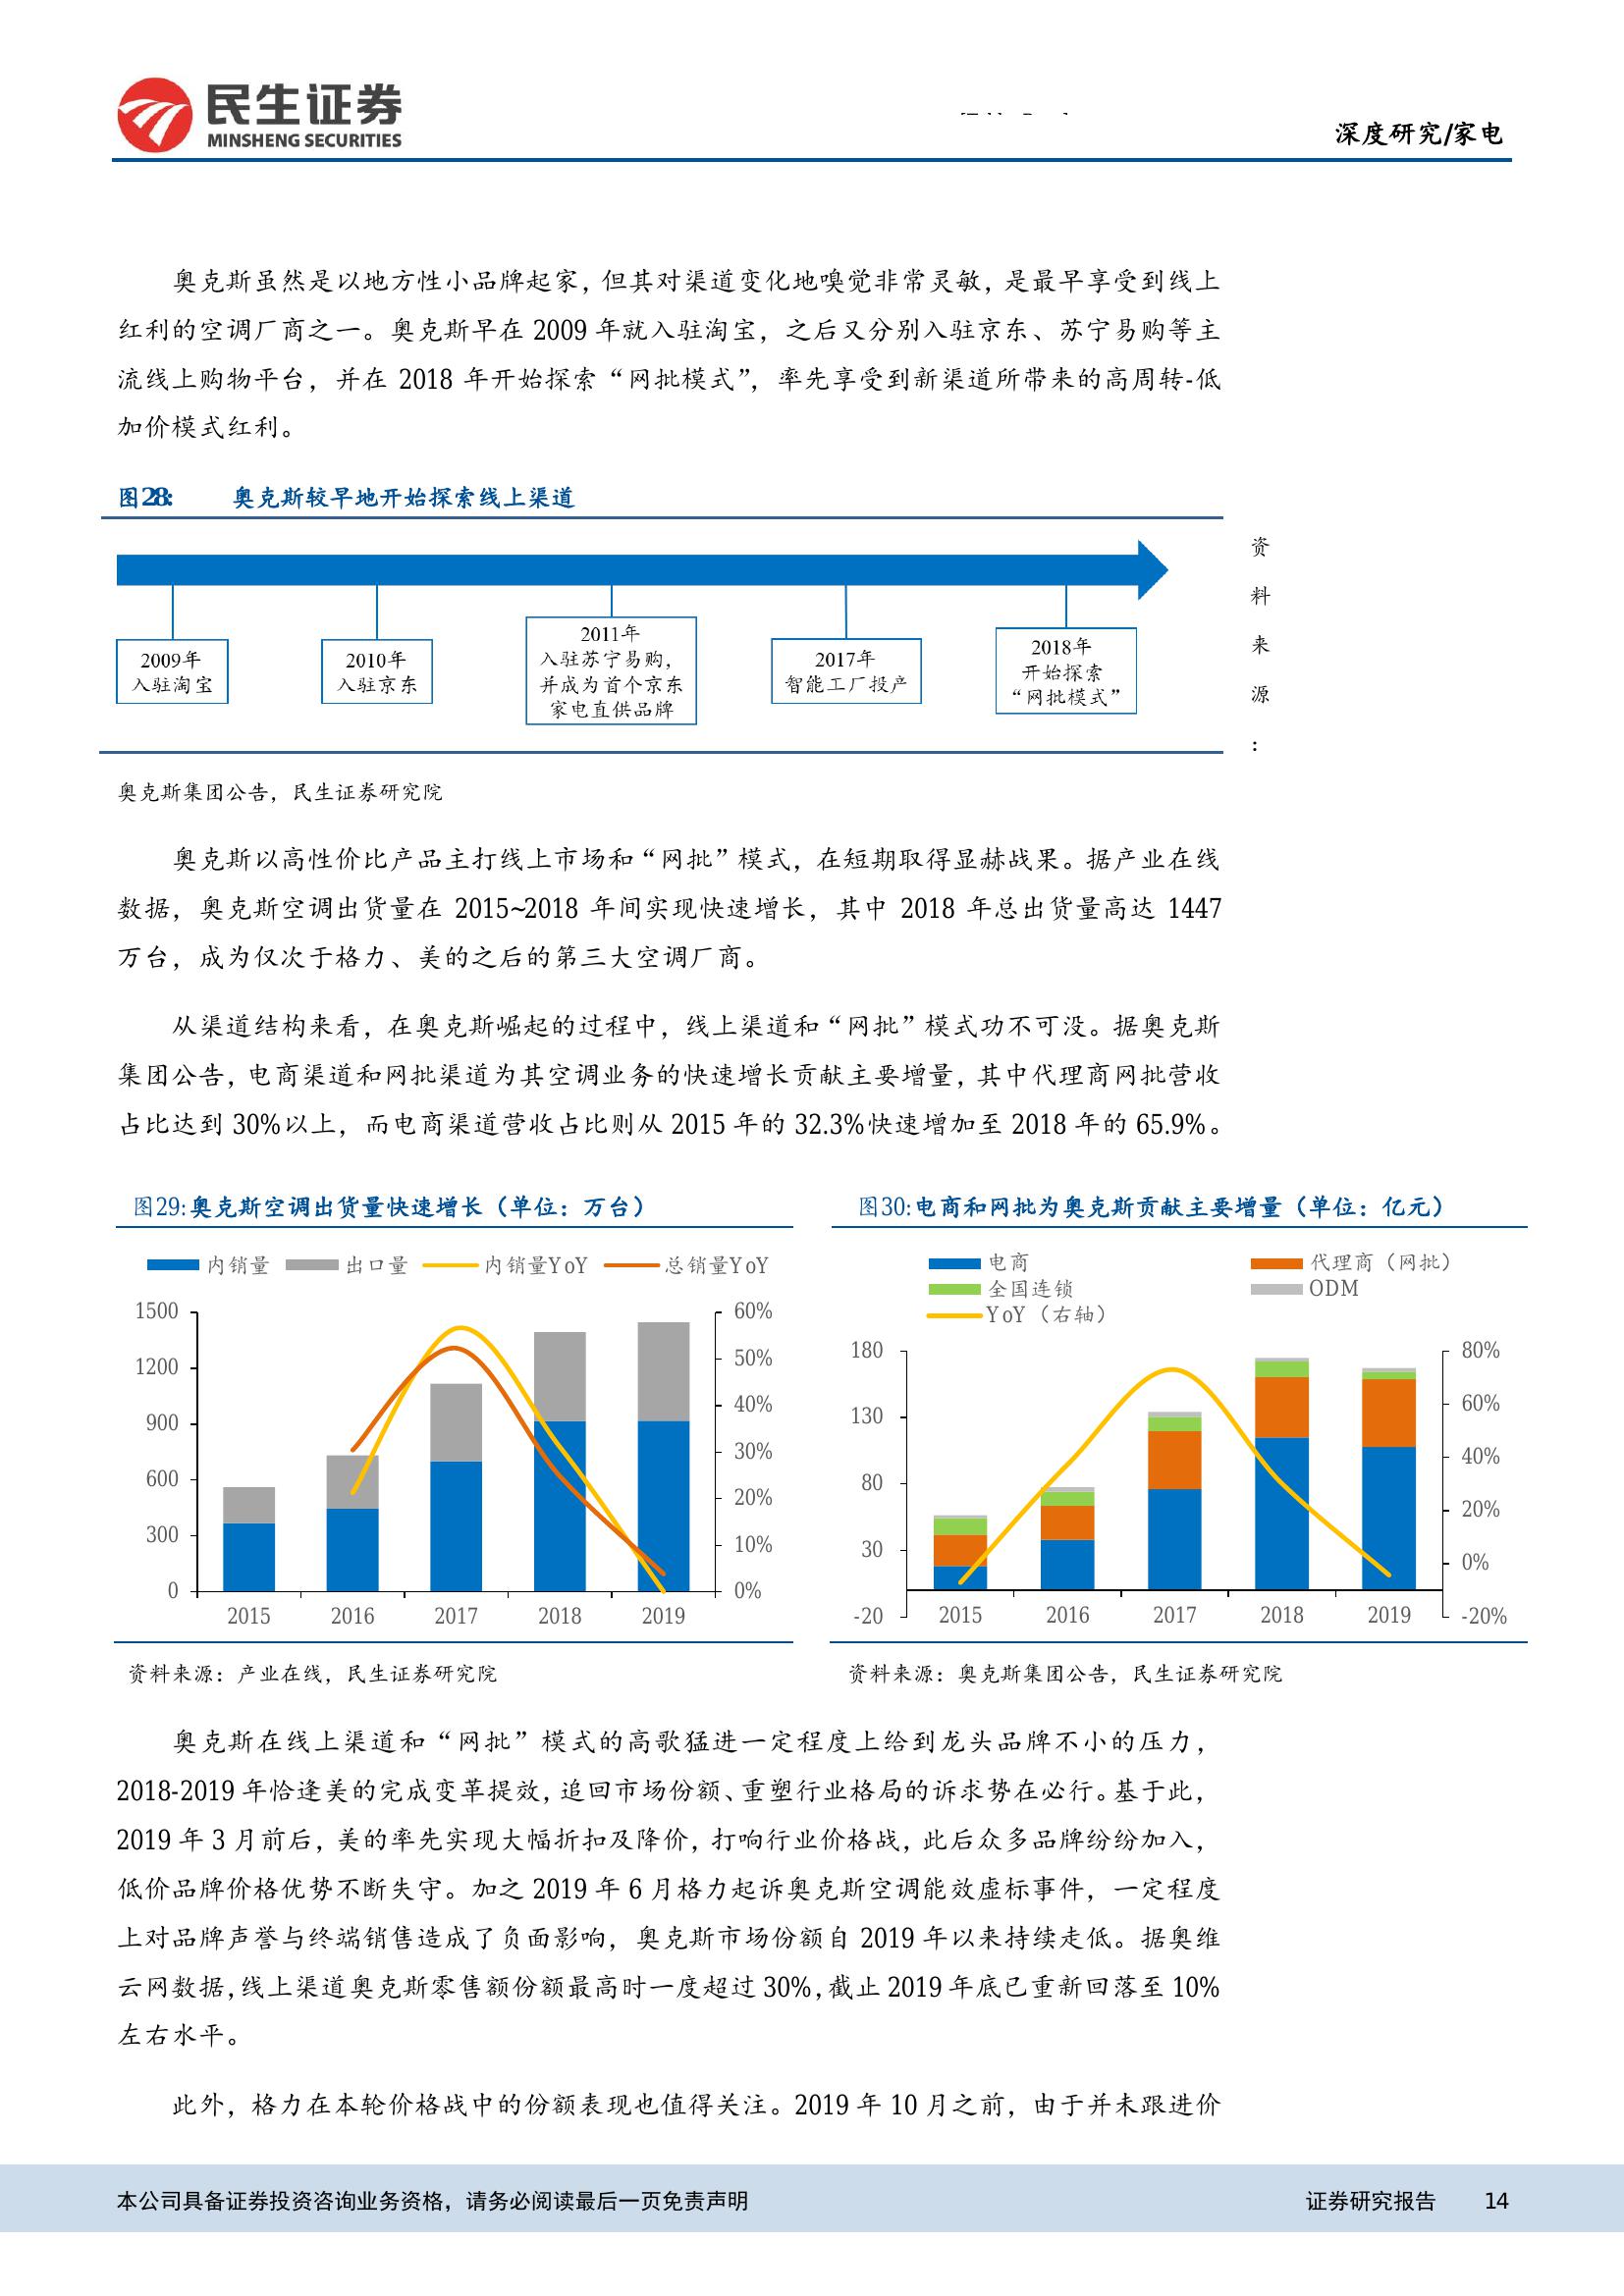 民生证券
MINSHENG SECURITIES
深度研究/家电
奥克斯虽然是以地方性小品牌起家，但其对渠道变化地嗅觉非常灵敏，是最早享受到线上
红利的空调厂商之一。奥克斯早在 2009 年就入驻淘宝，之后又分别入驻京东、苏宁易购等主
流线上购物平台，并在 2018 年开始探索“网批模式”，率先享受到新渠道所带来的高周转-低
加价模式红利。
图28: 奥克斯较早地开始探索线上渠道
2009年
入驻淘宝
2010年
入驻京东
2011年
入驻苏宁易购，
并成为首个京东
家电直供品牌
2017年
智能工厂投产
2018年
开始探索
“网批模式”
资
料
来
源
：
奥克斯集团公告，民生证券研究院
奥克斯以高性价比产品主打线上市场和“网批”模式，在短期取得显赫战果。据产业在线
数据，奥克斯空调出货量在 2015~2018 年间实现快速增长，其中 2018 年总出货量高达 1447
万台，成为仅次于格力、美的之后的第三大空调厂商。
从渠道结构来看，在奥克斯崛起的过程中，线上渠道和“网批”模式功不可没。据奥克斯
集团公告，电商渠道和网批渠道为其空调业务的快速增长贡献主要增量，其中代理商网批营收
占比达到 30%以上，而电商渠道营收占比则从 2015 年的 32.3%快速增加至 2018 年的 65.9%。
图29:奥克斯空调出货量快速增长（单位：万台）
内销量 出口量 内销量YoY 总销量YoY
1500
1200
900
600
300
0
60%
50%
40%
30%
20%
10%
0%
2015 2016 2017 2018 2019
资料来源：产业在线，民生证券研究院
图30:电商和网批为奥克斯贡献主要增量（单位：亿元）
电商 代理商（网批）
全国连锁 ODM
YoY（右轴）
180
130
80
30
-20
80%
60%
40%
20%
0%
-20%
2015 2016 2017 2018 2019
资料来源：奥克斯集团公告，民生证券研究院
奥克斯在线上渠道和“网批”模式的高歌猛进一定程度上给到龙头品牌不小的压力，
2018-2019 年恰逢美的完成变革提效，追回市场份额、重塑行业格局的诉求势在必行。基于此，
2019 年 3 月前后，美的率先实现大幅折扣及降价，打响行业价格战，此后众多品牌纷纷加入，
低价品牌价格优势不断失守。加之 2019 年 6 月格力起诉奥克斯空调能效虚标事件，一定程度
上对品牌声誉与终端销售造成了负面影响，奥克斯市场份额自 2019 年以来持续走低。据奥维
云网数据，线上渠道奥克斯零售额份额最高时一度超过 30%，截止 2019 年底已重新回落至 10%
左右水平。
此外，格力在本轮价格战中的份额表现也值得关注。2019 年 10 月之前，由于并未跟进价
本公司具备证券投资咨询业务资格，请务必阅读最后一页免责声明 证券研究报告 14